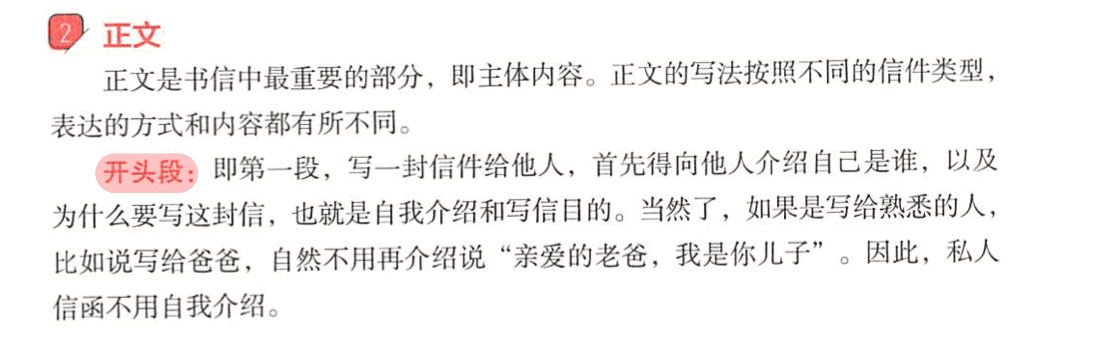 2 正文
正文是书信中最重要的部分，即主体内容。正文的写法按照不同的信件类型，
表达的方式和内容都有所不同。
开头段：即第一段，写一封信件给他人，首先得向他人介绍自己是谁，以及
为什么要写这封信，也就是自我介绍和写信目的。当然了，如果是写给熟悉的人，
比如说写给爸爸，自然不用再介绍说“亲爱的老爸，我是你儿子”。因此，私人
信函不用自我介绍。